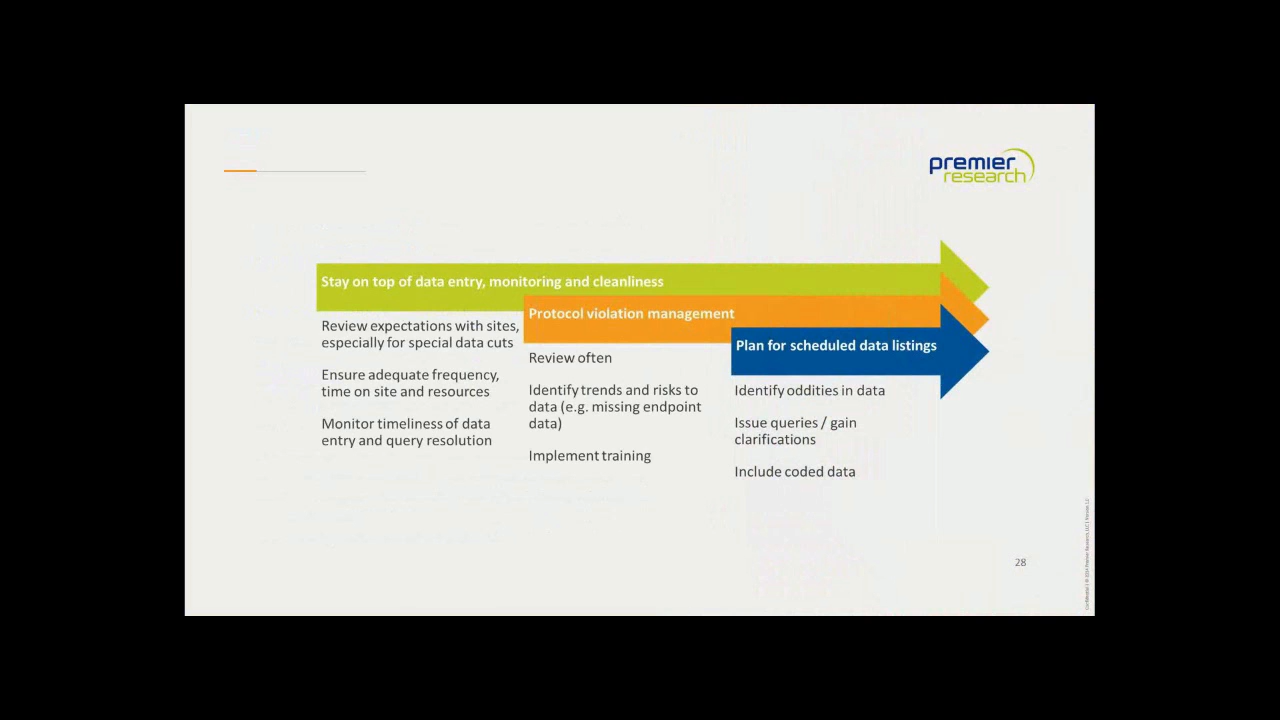 premier
research
Stay on top of data entry, monitoring and cleanliness
Review expectations with sites,
especially for special data cuts
Ensure adequate frequency,
time on site and resources
Monitor timeliness of data
entry and query resolution
Protocol violation management
Review often
Identify trends and risks to
data (e.g. missing endpoint
data)
Implement training
Plan for scheduled data listings
Identify oddities in data
Issue queries / gain
clarifications
Include coded data
28